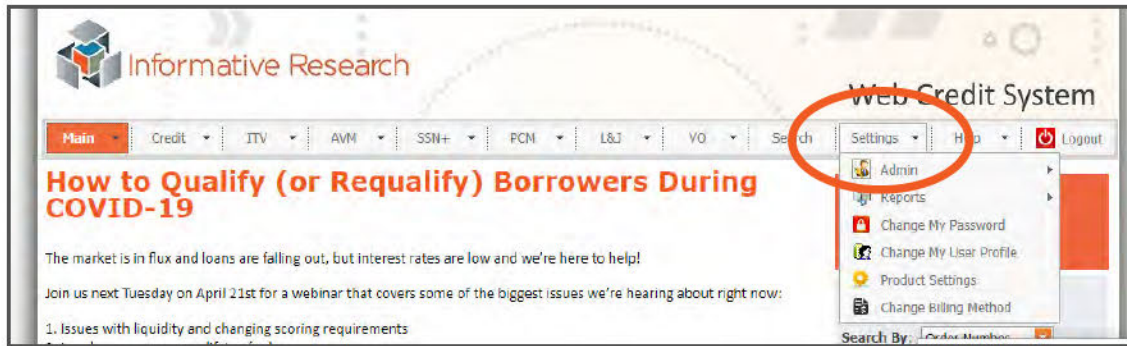 Informative Research
Web Credit System
Main Credit ITV AVM SSN+ PCM L&J VO Search Settings Help Logout
Admin
Reports
Change My Password
Change My User Profile
Product Settings
Change Billing Method
How to Qualify (or Requalify) Borrowers During
COVID-19
The market is in flux and loans are falling out, but interest rates are low and we're here to help!
Join us next Tuesday on April 21st for a webinar that covers some of the biggest issues we're hearing about right now:
1. Issues with liquidity and changing scoring requirements
Search By: Order Number